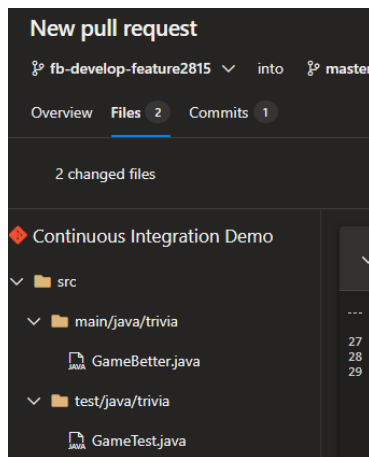 New pull request
fb-develop-feature2815 into master
Overview Files 2 Commits 1
2 changed files
Continuous Integration Demo
src
main/java/trivia
JAVA GameBetter.java
test/java/trivia
JAVA GameTest.java
---
27
28
29